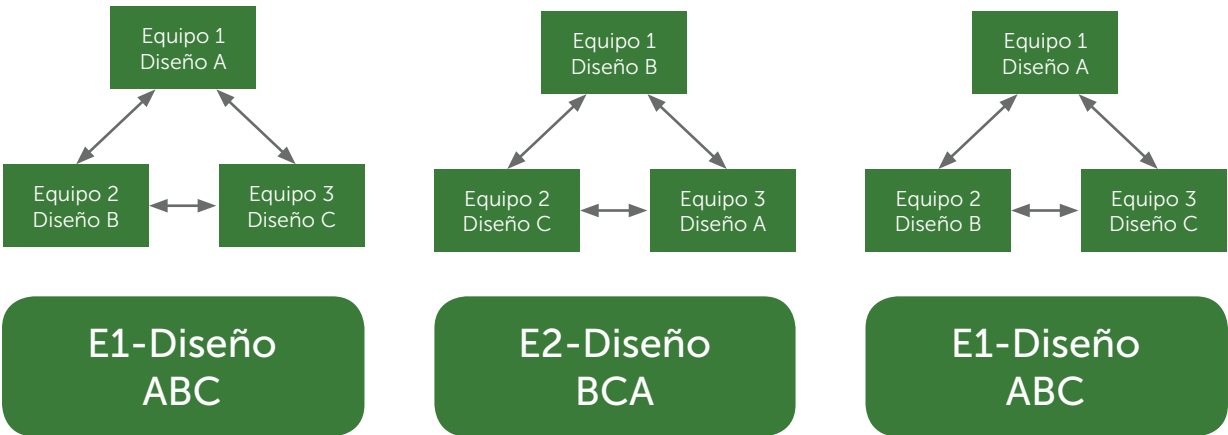 Equipo 1
Diseño A
Equipo 2
Diseño B
Equipo 3
Diseño C
E1-Diseño
ABC
Equipo 1
Diseño B
Equipo 2
Diseño C
Equipo 3
Diseño A
E2-Diseño
BCA
Equipo 1
Diseño A
Equipo 2
Diseño B
Equipo 3
Diseño C
E1-Diseño
ABC